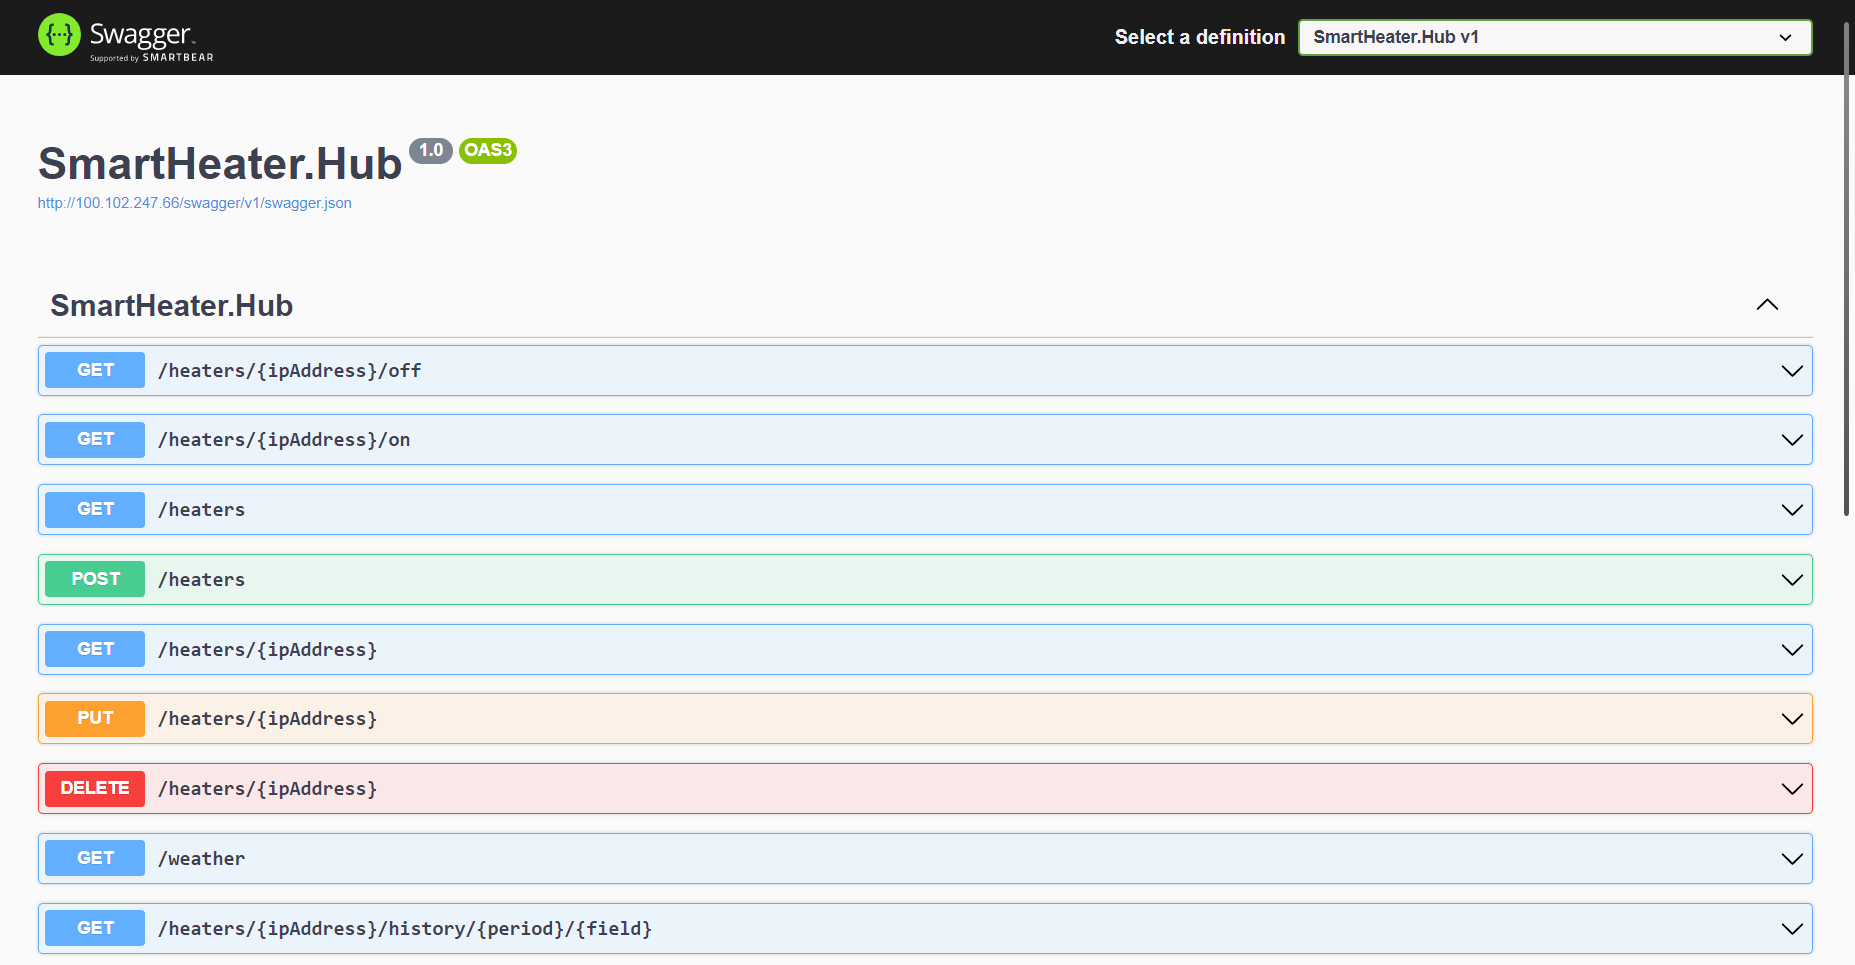 {···} Swagger
Supported by SMARTBEAR
Select a definition
SmartHeater.Hub v1
SmartHeater.Hub 1.0 OAS3
http://100.102.247.66/swagger/v1/swagger.json
SmartHeater.Hub
GET /heaters/{ipAddress}/off
GET /heaters/{ipAddress}/on
GET /heaters
POST /heaters
GET /heaters/{ipAddress}
PUT /heaters/{ipAddress}
DELETE /heaters/{ipAddress}
GET /weather
GET /heaters/{ipAddress}/history/{period}/{field}